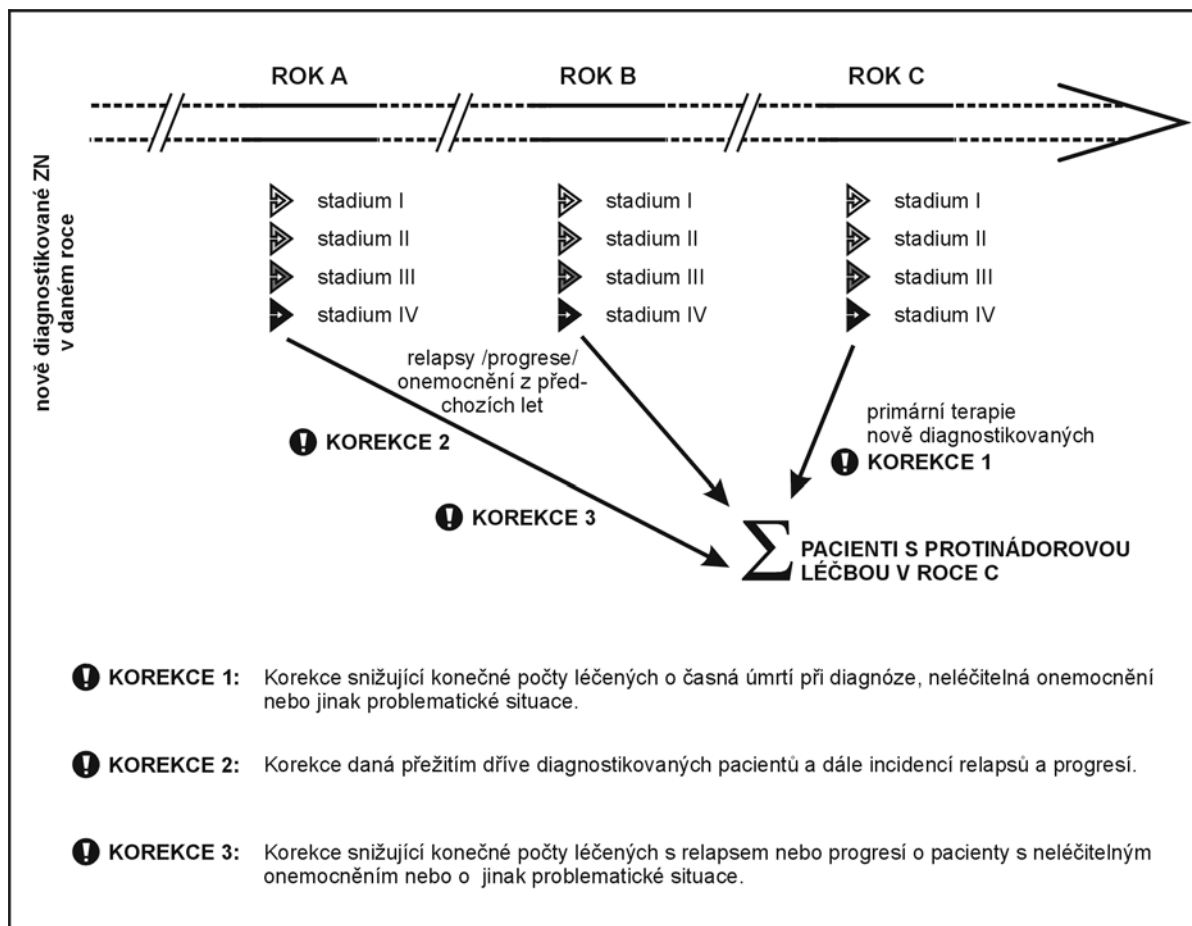 ROK A
ROK B
ROK C
nově diagnostikované ZN
v daném roce
stadium I
stadium II
stadium III
stadium IV
stadium I
stadium II
stadium III
stadium IV
stadium I
stadium II
stadium III
stadium IV
relapsy /progrese/
onemocnění z před-
chozích let
! KOREKCE 2
! KOREKCE 3
primární terapie
nově diagnostikovaných
! KOREKCE 1
Σ PACIENTI S PROTINÁDOROVOU
LÉČBOU V ROCE C
! KOREKCE 1: Korekce snižující konečné počty léčených o časná úmrtí při diagnóze, neléčitelná onemocnění
nebo jinak problematické situace.
! KOREKCE 2: Korekce daná přežitím dříve diagnostikovaných pacientů a dále incidencí relapsů a progresí.
! KOREKCE 3: Korekce snižující konečné počty léčených s relapsem nebo progresí o pacienty s neléčitelným
onemocněním nebo o jinak problematické situace.